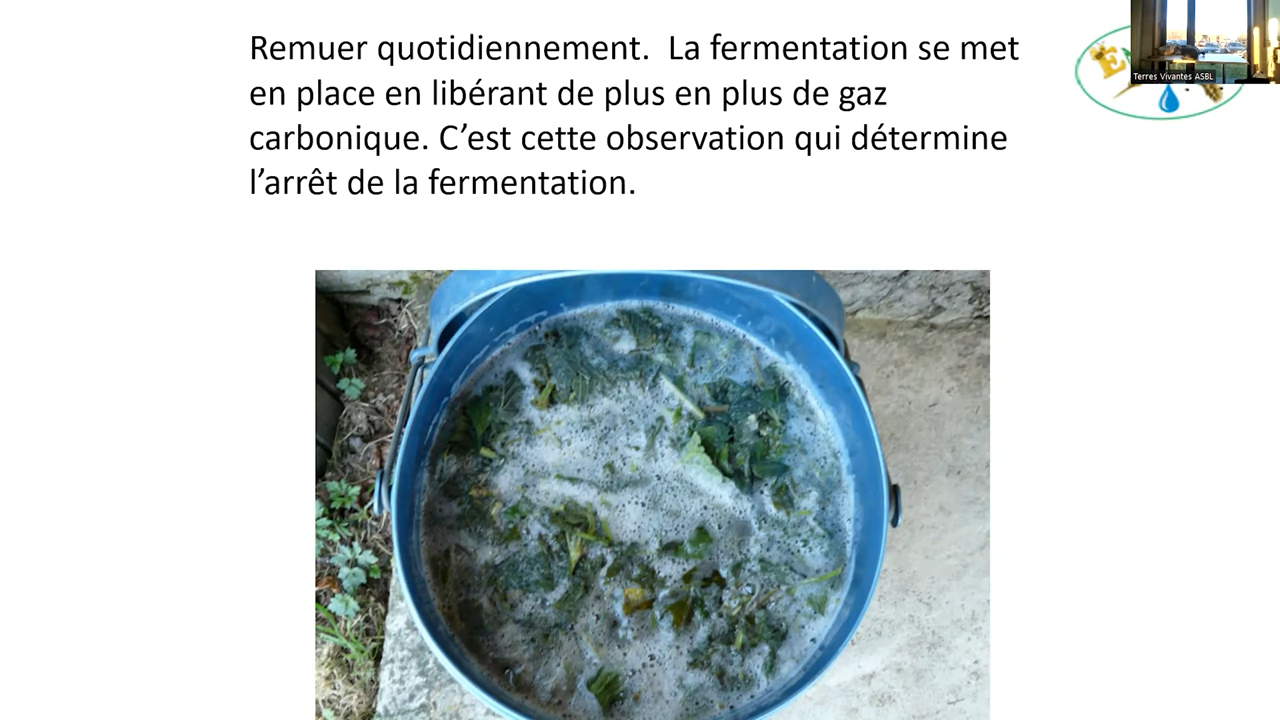 Remuer quotidiennement.  La fermentation se met
en place en libérant de plus en plus de gaz
carbonique. C’est cette observation qui détermine
l’arrêt de la fermentation.
Terres Vivantes ASBL